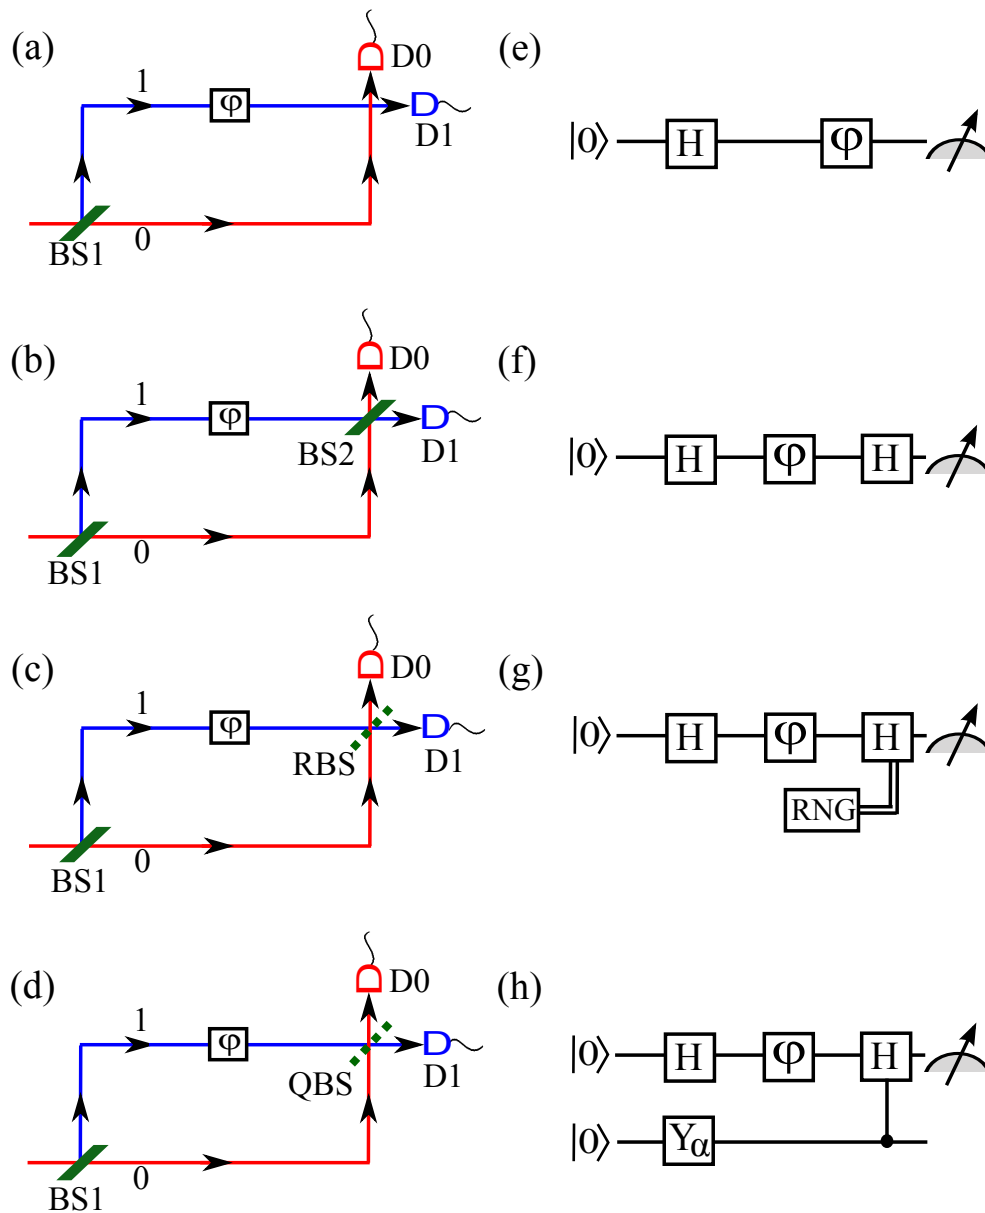 (a)
D0
1
φ
D1
BS1
0
(e)
|0⟩
H
φ
(b)
D0
1
φ
BS2
D1
BS1
0
(f)
|0⟩
H
φ
H
(c)
D0
1
φ
RBS
D1
BS1
0
(g)
|0⟩
H
φ
H
RNG
(d)
D0
1
φ
QBS
D1
BS1
0
(h)
|0⟩
H
φ
H
|0⟩
Yα